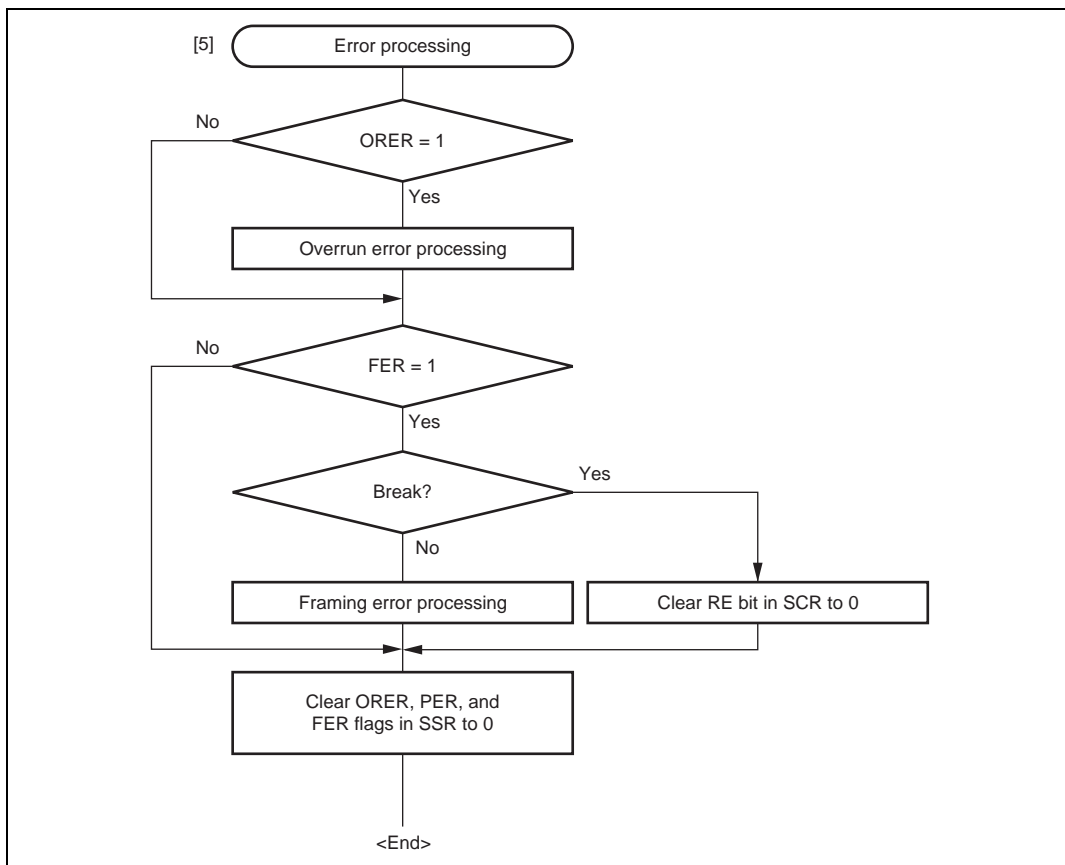 [5] Error processing
No
ORER = 1
Yes
Overrun error processing
No
FER = 1
Yes
Yes
Break?
No
Framing error processing
Clear RE bit in SCR to 0
Clear ORER, PER, and
FER flags in SSR to 0
<End>